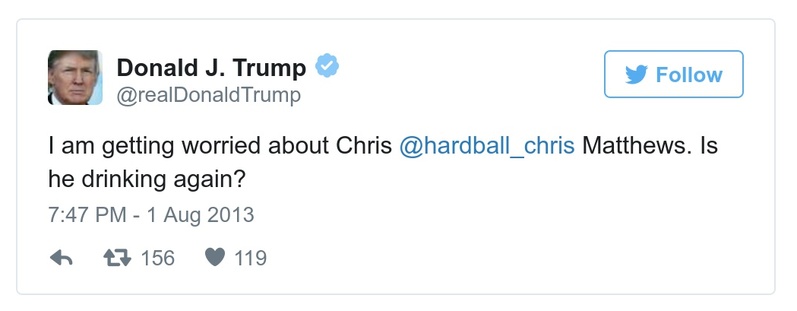 Donald J. Trump
@realDonaldTrump
Follow
I am getting worried about Chris @hardball_chris Matthews. Is
he drinking again?
7:47 PM - 1 Aug 2013
156 119